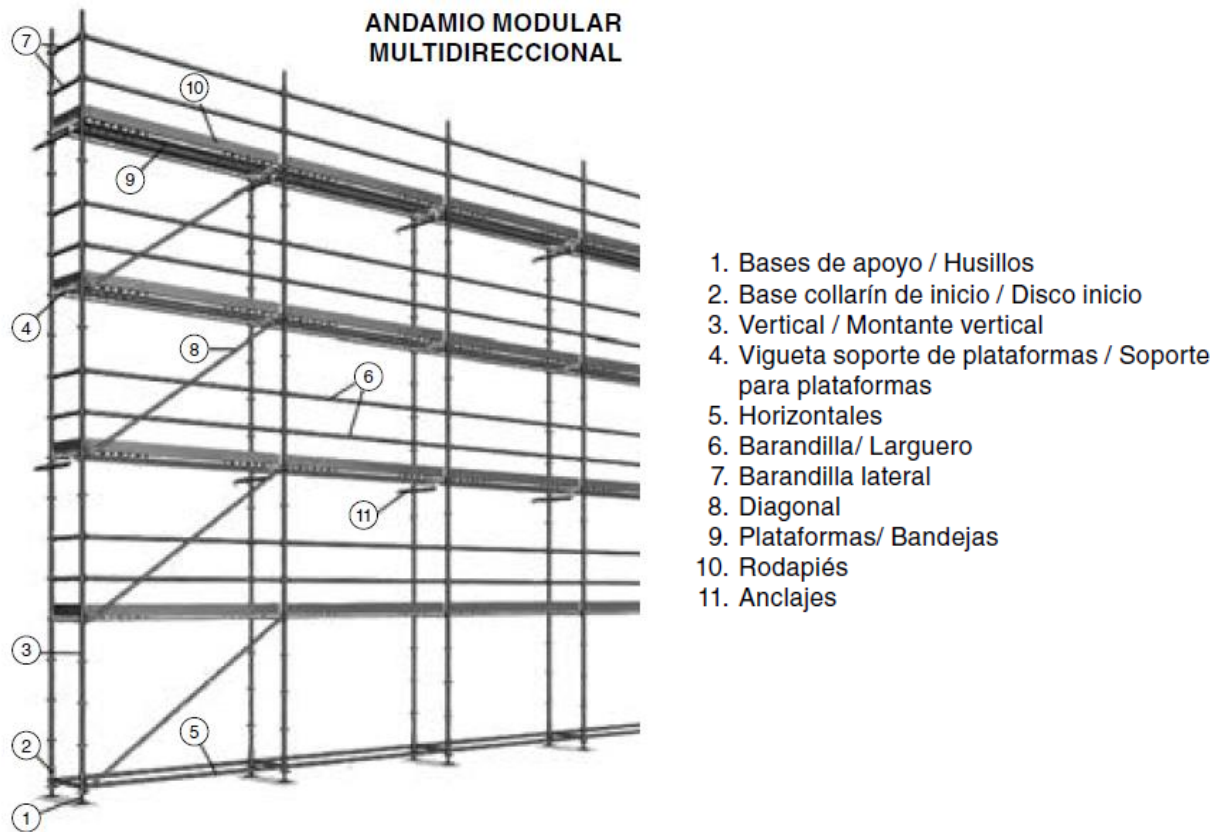 ANDAMIO MODULAR
MULTIDIRECCIONAL
7
10
9
4
8
6
11
3
2
5
1
1. Bases de apoyo / Husillos
2. Base collarín de inicio / Disco inicio
3. Vertical / Montante vertical
4. Vigueta soporte de plataformas / Soporte
para plataformas
5. Horizontales
6. Barandilla/ Larguero
7. Barandilla lateral
8. Diagonal
9. Plataformas/ Bandejas
10. Rodapiés
11. Anclajes